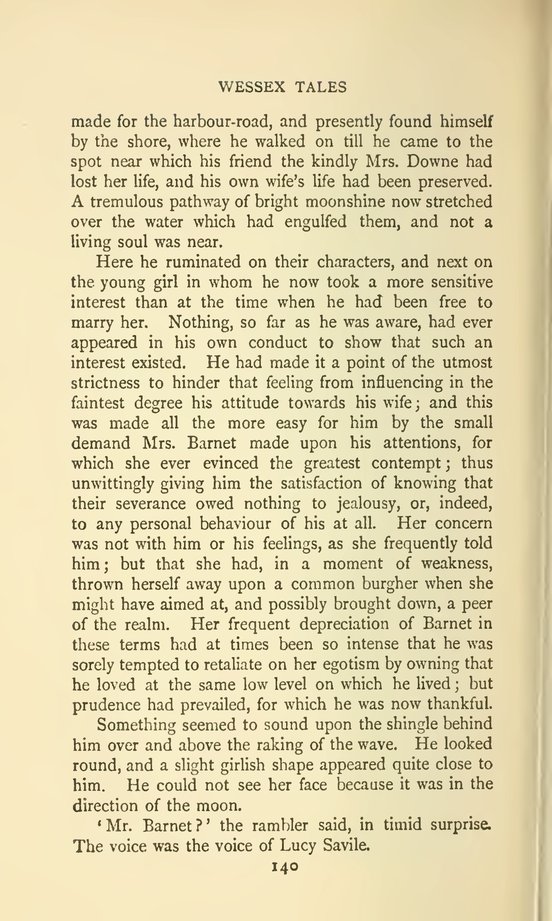 WESSEX TALES
made for the harbour-road, and presently found himself
by the shore, where he walked on till he came to the
spot near which his friend the kindly Mrs. Downe had
lost her life, and his own wife's life had been preserved.
A tremulous pathway of bright moonshine now stretched
over the water which had engulfed them, and not a
living soul was near.
Here he ruminated on their characters, and next on
the young girl in whom he now took a more sensitive
interest than at the time when he had been free to
marry her. Nothing, so far as he was aware, had ever
appeared in his own conduct to show that such an
interest existed. He had made it a point of the utmost
strictness to hinder that feeling from influencing in the
faintest degree his attitude towards his wife; and this
was made all the more easy for him by the small
demand Mrs. Barnet made upon his attentions, for
which she ever evinced the greatest contempt; thus
unwittingly giving him the satisfaction of knowing that
their severance owed nothing to jealousy, or, indeed,
to any personal behaviour of his at all. Her concern
was not with him or his feelings, as she frequently told
him; but that she had, in a moment of weakness,
thrown herself away upon a common burgher when she
might have aimed at, and possibly brought down, a peer
of the realm. Her frequent depreciation of Barnet in
these terms had at times been so intense that he was
sorely tempted to retaliate on her egotism by owning that
he loved at the same low level on which he lived; but
prudence had prevailed, for which he was now thankful.
Something seemed to sound upon the shingle behind
him over and above the raking of the wave. He looked
round, and a slight girlish shape appeared quite close to
him. He could not see her face because it was in the
direction of the moon.
'Mr. Barnet?' the rambler said, in timid surprise.
The voice was the voice of Lucy Savile.
140